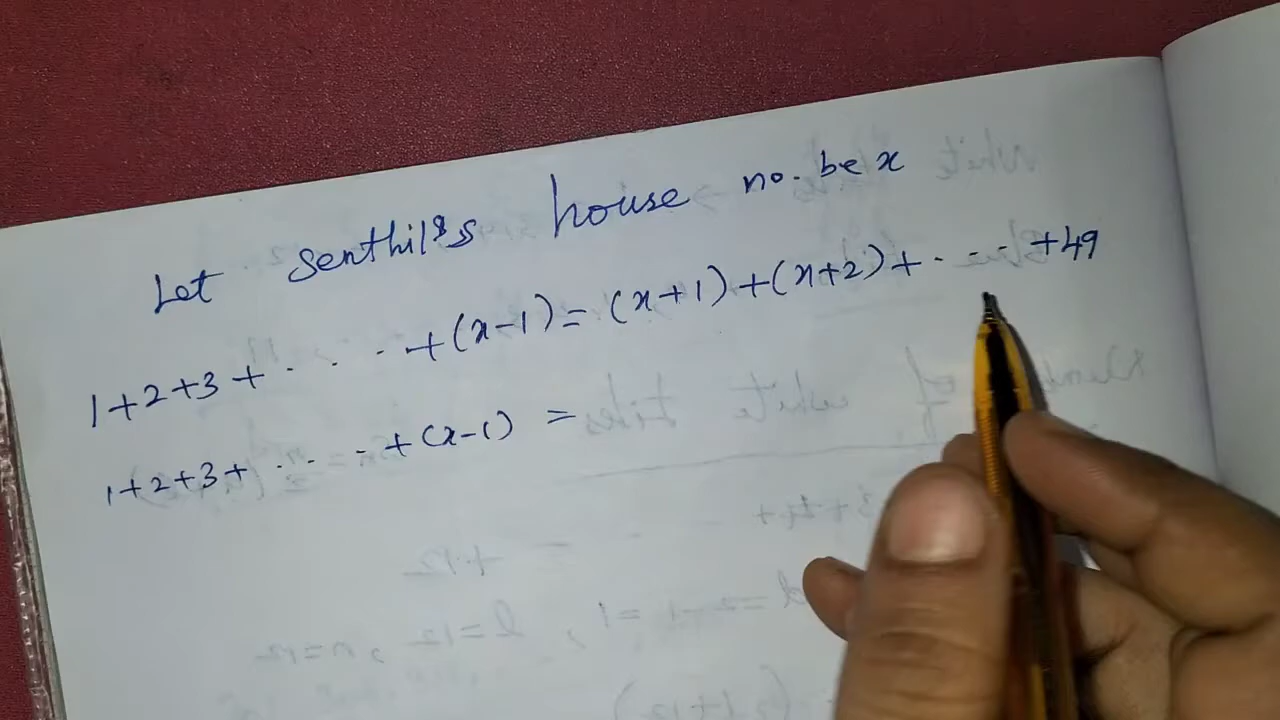 Let Senthil's house no. be x
1+2+3+ · · · · +(x-1) = (x+1)+(x+2)+ · · · · +49
1+2+3+ · · · · +(x-1) =